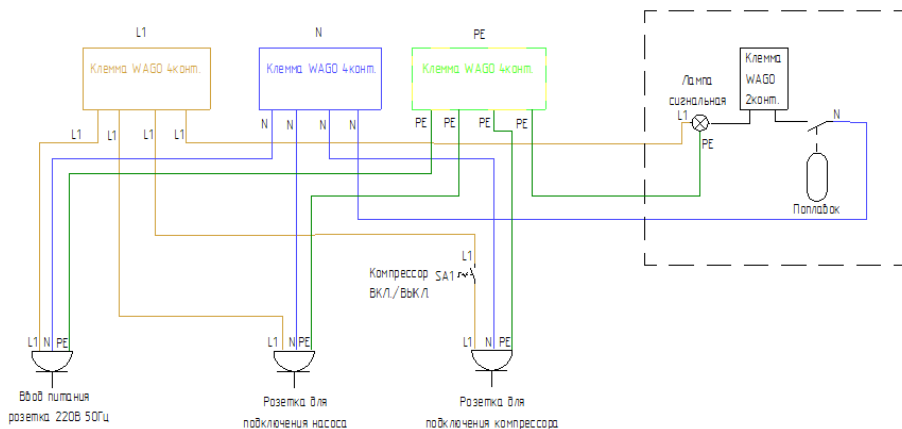 L1
N
PE
Клемма WAGO 4конт.
Клемма WAGO 4конт.
Клемма WAGO 4конт.
Клемма
WAGO
2конт.
Лампа
сигнальная
L1
N
PE
L1
L1
L1
L1
N
N
N
N
PE
PE
PE
PE
Поплавок
Компрессор
ВКЛ./ВЫКЛ.
SA1
L1
L1
N
PE
L1
N
PE
L1
N
PE
Ввод питания
розетка 220В 50Гц
Розетка для
подключения насоса
Розетка для
подключения компрессора